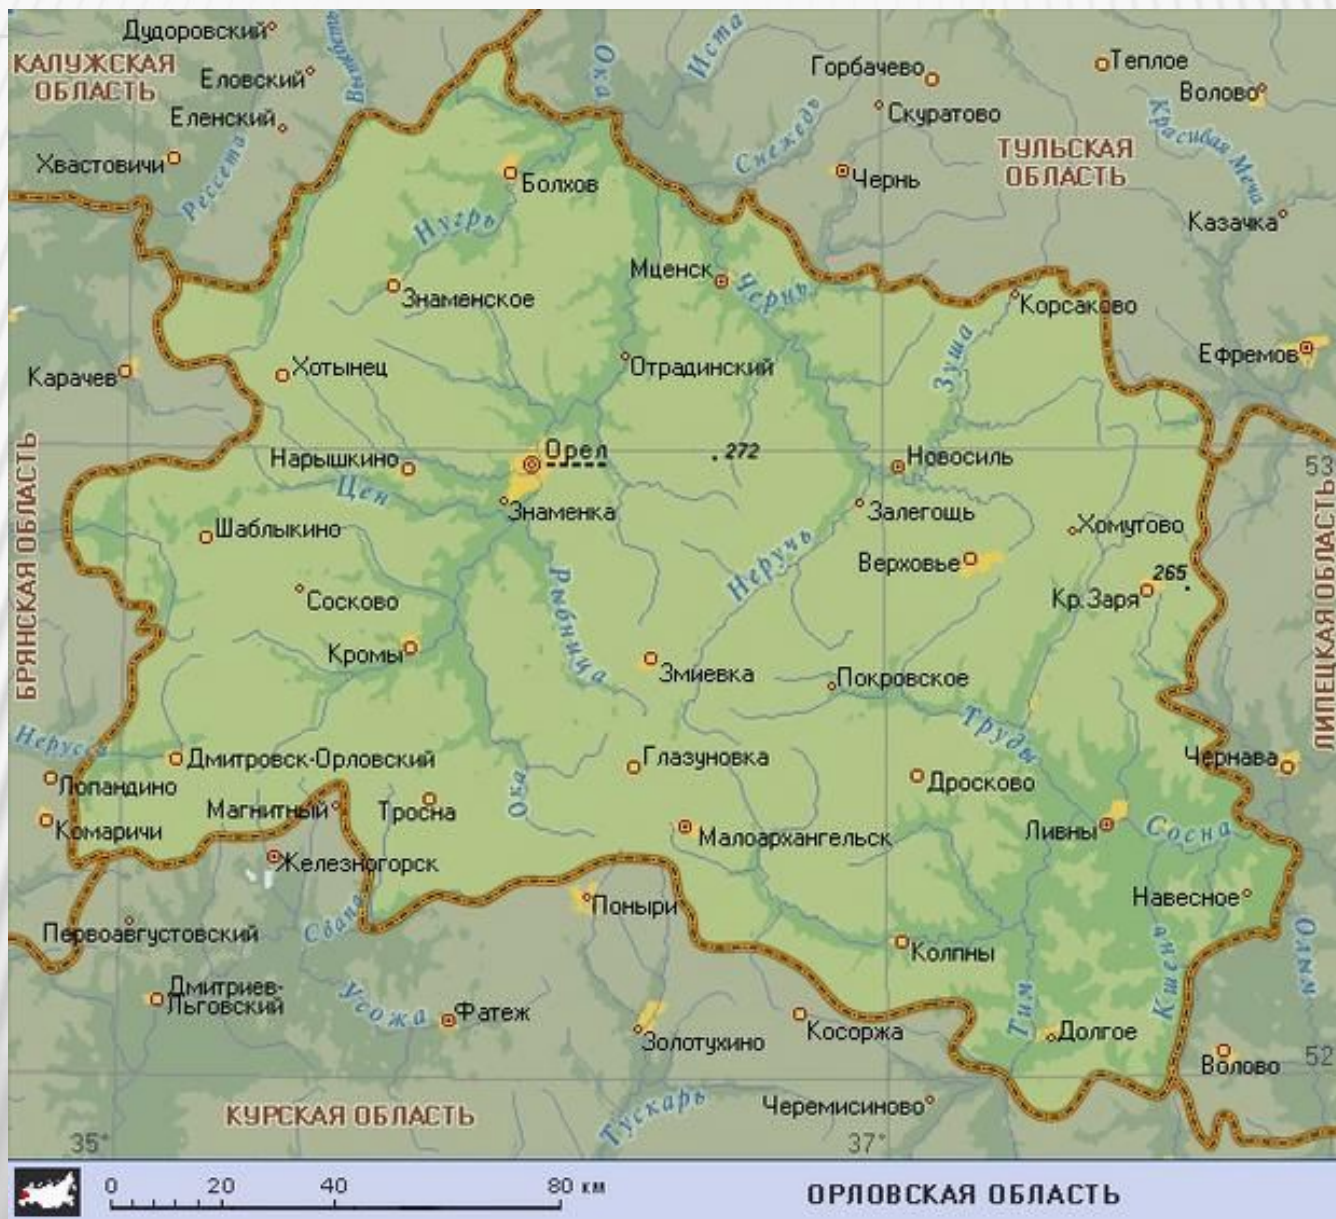 Дудоровский
КАЛУЖСКАЯ
ОБЛАСТЬ
Еловский
Вытебеть
Ока
Иста
Горбачево
Теплое
Волово
Скуратово
Еленский
Хвастовичи
Рессета
Снежедь
ТУЛЬСКАЯ
ОБЛАСТЬ
Красивая Меча
Чернь
Болхов
Казачка
Нугрь
Мценск
Чернь
Знаменское
Корсаково
Зуша
Ефремов
Карачев
Хотынец
Отрадинский
Нарышкино
Орел
272
Новосиль
53
БРЯНСКАЯ ОБЛАСТЬ
Цен
Знаменка
Залегощь
Шаблыкино
Хомутово
Неручь
Верховье
265
Кр.Заря
Сосково
Рыбница
ЛИПЕЦКАЯ ОБЛАСТЬ
Кромы
Змиевка
Покровское
Труды
Нерусса
Дмитровск-Орловский
Глазуновка
Чернава
Лопандино
Магнитный
Тросна
Ока
Дросково
Комаричи
Малоархангельск
Ливны
Сосна
Железногорск
Навесное
Поныри
Свапа
Первоавгустовский
Колпны
Кшень
Олым
Дмитриев-
Льговский
Усожа
Фатеж
Косоржа
Тим
Долгое
Золотухино
Волово
52
КУРСКАЯ ОБЛАСТЬ
Тускарь
Черемисиново
35°
37°
0 20 40 80 км
ОРЛОВСКАЯ ОБЛАСТЬ